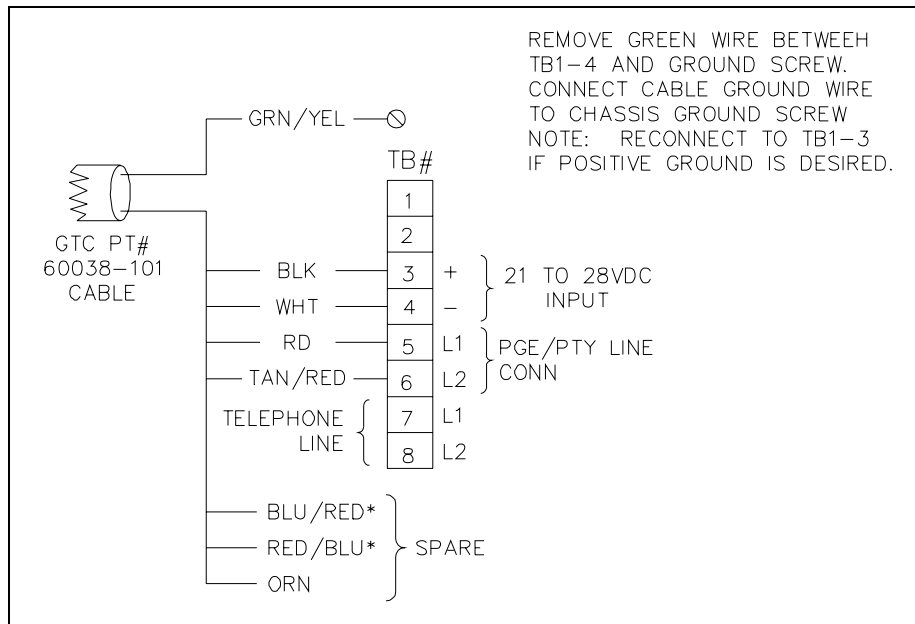 REMOVE GREEN WIRE BETWEEH
TB1-4 AND GROUND SCREW.
CONNECT CABLE GROUND WIRE
TO CHASSIS GROUND SCREW
NOTE: RECONNECT TO TB1-3
IF POSITIVE GROUND IS DESIRED.
GRN/YEL
TB#
1
2
GTC PT#
60038-101
CABLE
BLK 3 +
WHT 4 -
21 TO 28VDC
INPUT
RD 5 L1
TAN/RED 6 L2
PGE/PTY LINE
CONN
TELEPHONE
LINE
7 L1
8 L2
BLU/RED*
RED/BLU*
ORN
SPARE